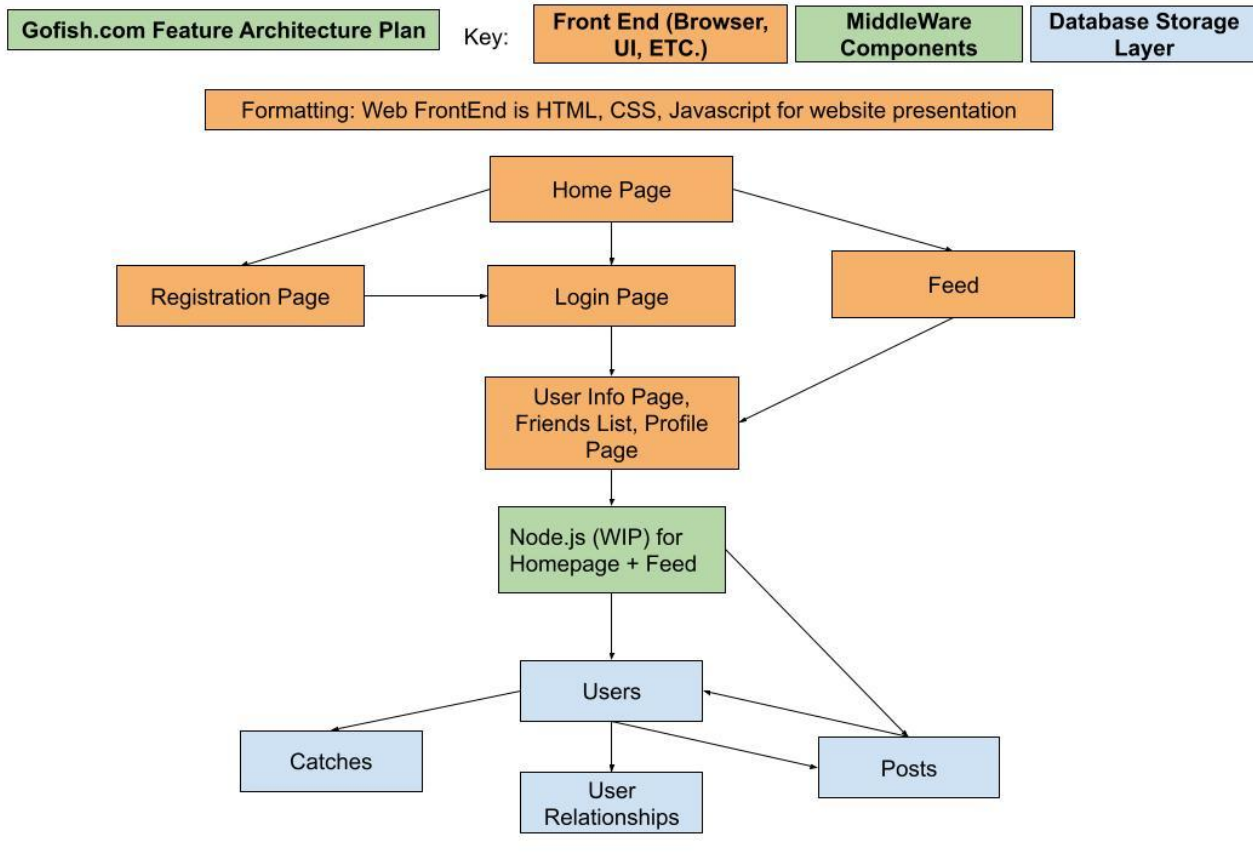 Gofish.com Feature Architecture Plan
Key:
Front End (Browser,
UI, ETC.)
MiddleWare
Components
Database Storage
Layer
Formatting: Web FrontEnd is HTML, CSS, Javascript for website presentation
Home Page
Registration Page
Login Page
Feed
User Info Page,
Friends List, Profile
Page
Node.js (WIP) for
Homepage + Feed
Users
Catches
User
Relationships
Posts